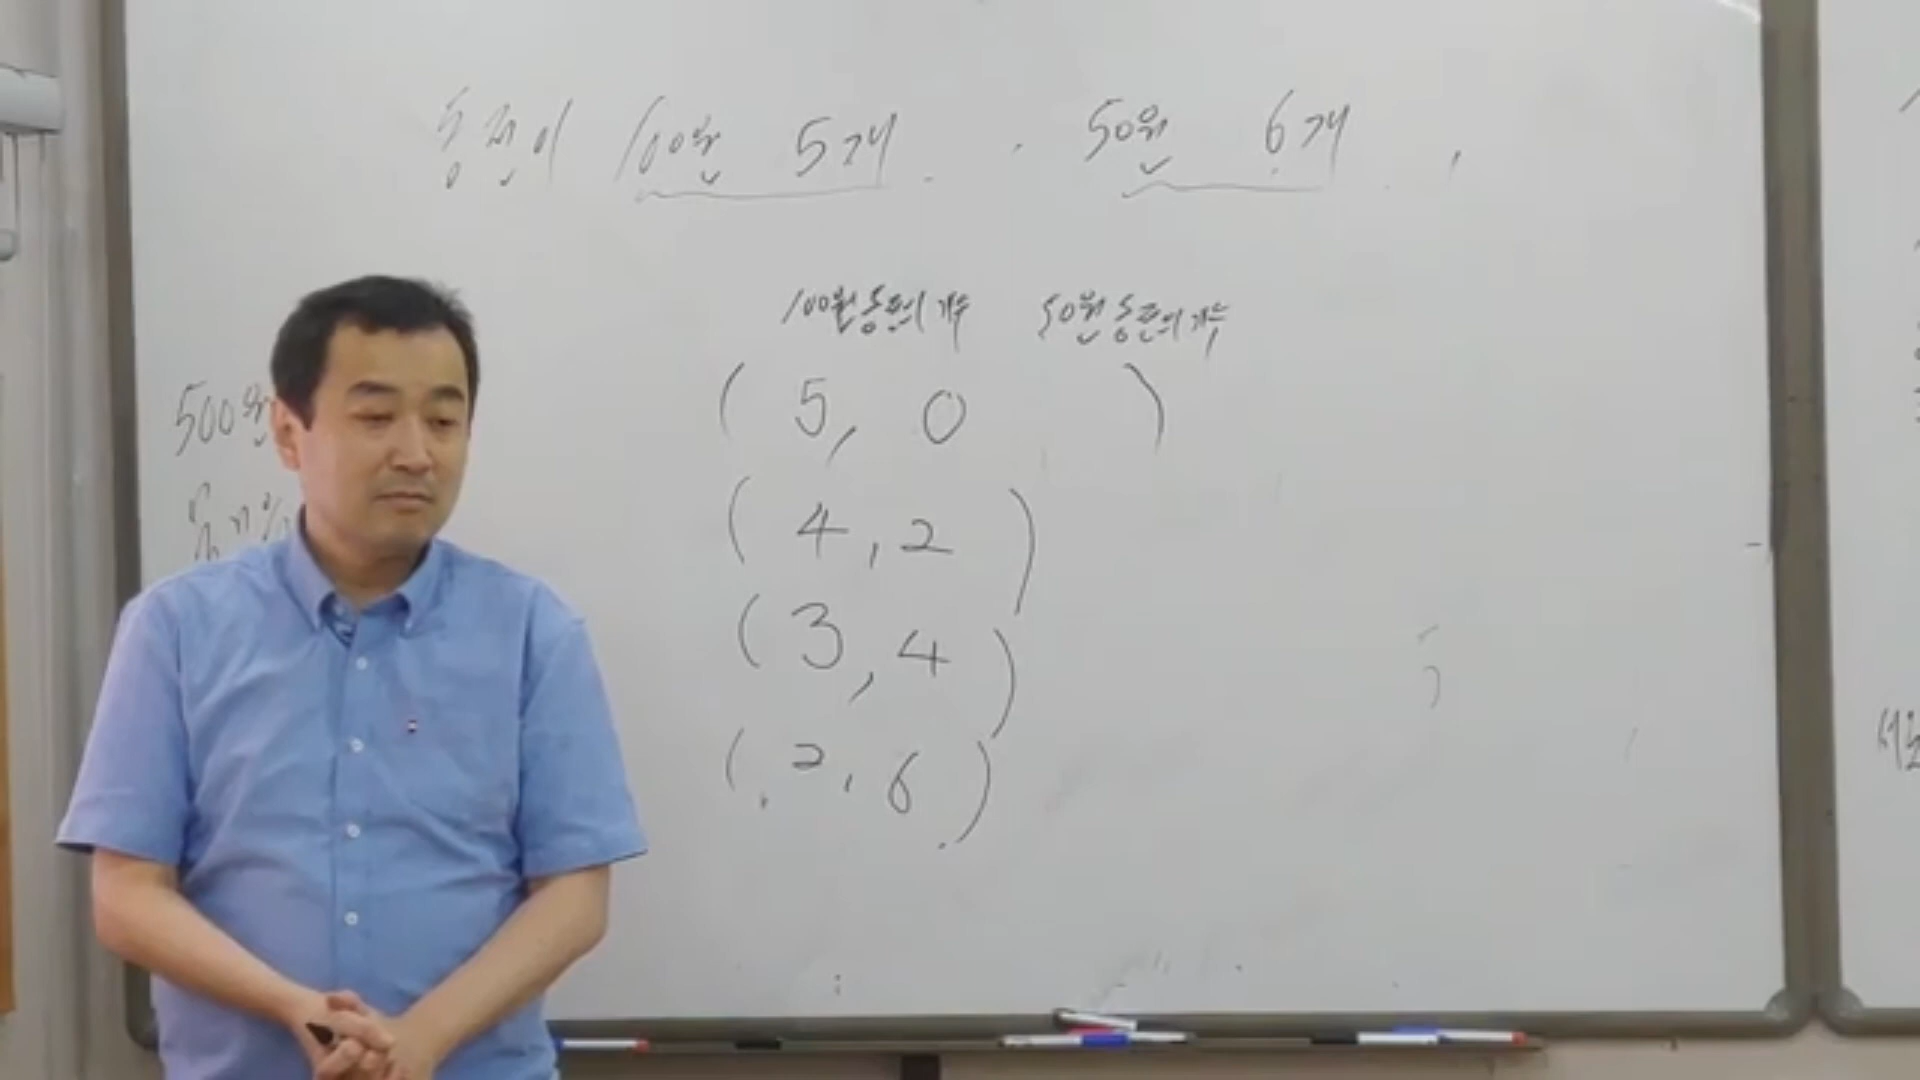 동전이 100원 5개. 50원 6개.
100원 동전의 개수 50원 동전의 개수
500원
( 5, 0 )
( 4, 2 )
( 3, 4 )
( 2, 6 )